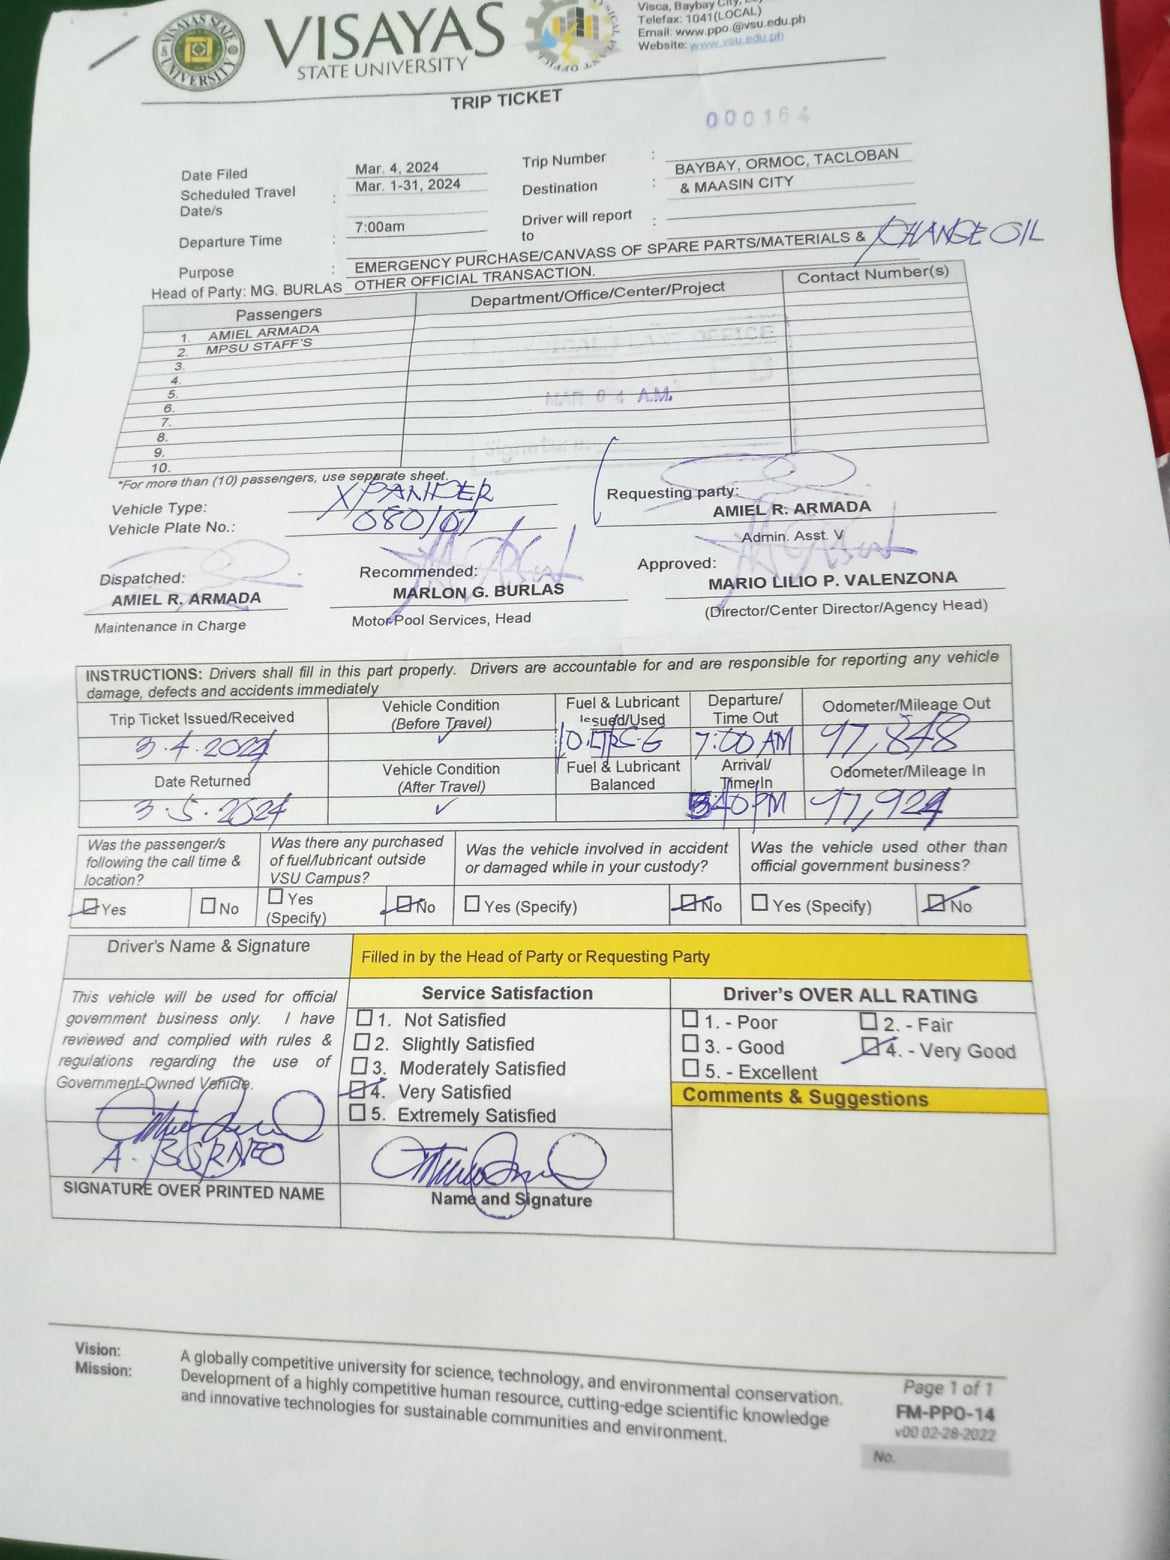 VISAYAS STATE UNIVERSITY
VISAYAS
STATE UNIVERSITY
Visca, Baybay City,
Telefax: 1041(LOCAL)
Email: www.ppo.@vsu.edu.ph
Website: www.vsu.edu.ph
TRIP TICKET
000164
Date Filed Mar. 4, 2024 Trip Number :
Scheduled Travel Date/s : Mar. 1-31, 2024 Destination : BAYBAY, ORMOC, TACLOBAN & MAASIN CITY
Departure Time : 7:00am Driver will report to :
Purpose : EMERGENCY PURCHASE/CANVASS OF SPARE PARTS/MATERIALS & CHANGE OIL
Head of Party: MG. BURLAS OTHER OFFICIAL TRANSACTION.
Passengers Department/Office/Center/Project Contact Number(s)
1. AMIEL ARMADA
2. MPSU STAFF'S
3.
4.
5.
MAR 04 A.M.
6.
7.
8.
9.
10.
*For more than (10) passengers, use separate sheet.
Vehicle Type: XPANDER
Vehicle Plate No.: 080107
Requesting party:
AMIEL R. ARMADA
Admin. Asst. V
Dispatched: Recommended: Approved:
AMIEL R. ARMADA MARLON G. BURLAS MARIO LILIO P. VALENZONA
Maintenance in Charge Motor Pool Services, Head (Director/Center Director/Agency Head)
INSTRUCTIONS: Drivers shall fill in this part properly. Drivers are accountable for and are responsible for reporting any vehicle
damage, defects and accidents immediately
Trip Ticket Issued/Received Vehicle Condition (Before Travel) Fuel & Lubricant Issued/Used Departure/ Time Out Odometer/Mileage Out
3.4.2024 ✓ 7:00 AM 97,848
Date Returned Vehicle Condition (After Travel) Fuel & Lubricant Balanced Arrival/ Time In Odometer/Mileage In
3.5.2024 ✓ 97,924
Was the passenger/s following the call time & location? Was there any purchased of fuel/lubricant outside VSU Campus? Was the vehicle involved in accident or damaged while in your custody? Was the vehicle used other than official government business?
Yes No Yes (Specify) No Yes (Specify) No Yes (Specify) No
Driver's Name & Signature Filled in by the Head of Party or Requesting Party
This vehicle will be used for official
government business only. I have
reviewed and complied with rules &
regulations regarding the use of
Government-Owned Vehicle.
A. BORNEO
SIGNATURE OVER PRINTED NAME
Service Satisfaction
1. Not Satisfied
2. Slightly Satisfied
3. Moderately Satisfied
4. Very Satisfied
5. Extremely Satisfied
Name and Signature
Driver's OVER ALL RATING
1. - Poor 2. - Fair
3. - Good 4. - Very Good
5. - Excellent
Comments & Suggestions
Vision: A globally competitive university for science, technology, and environmental conservation.
Mission: Development of a highly competitive human resource, cutting-edge scientific knowledge
and innovative technologies for sustainable communities and environment.
Page 1 of 1
FM-PPO-14
v00 02-28-2022
No.